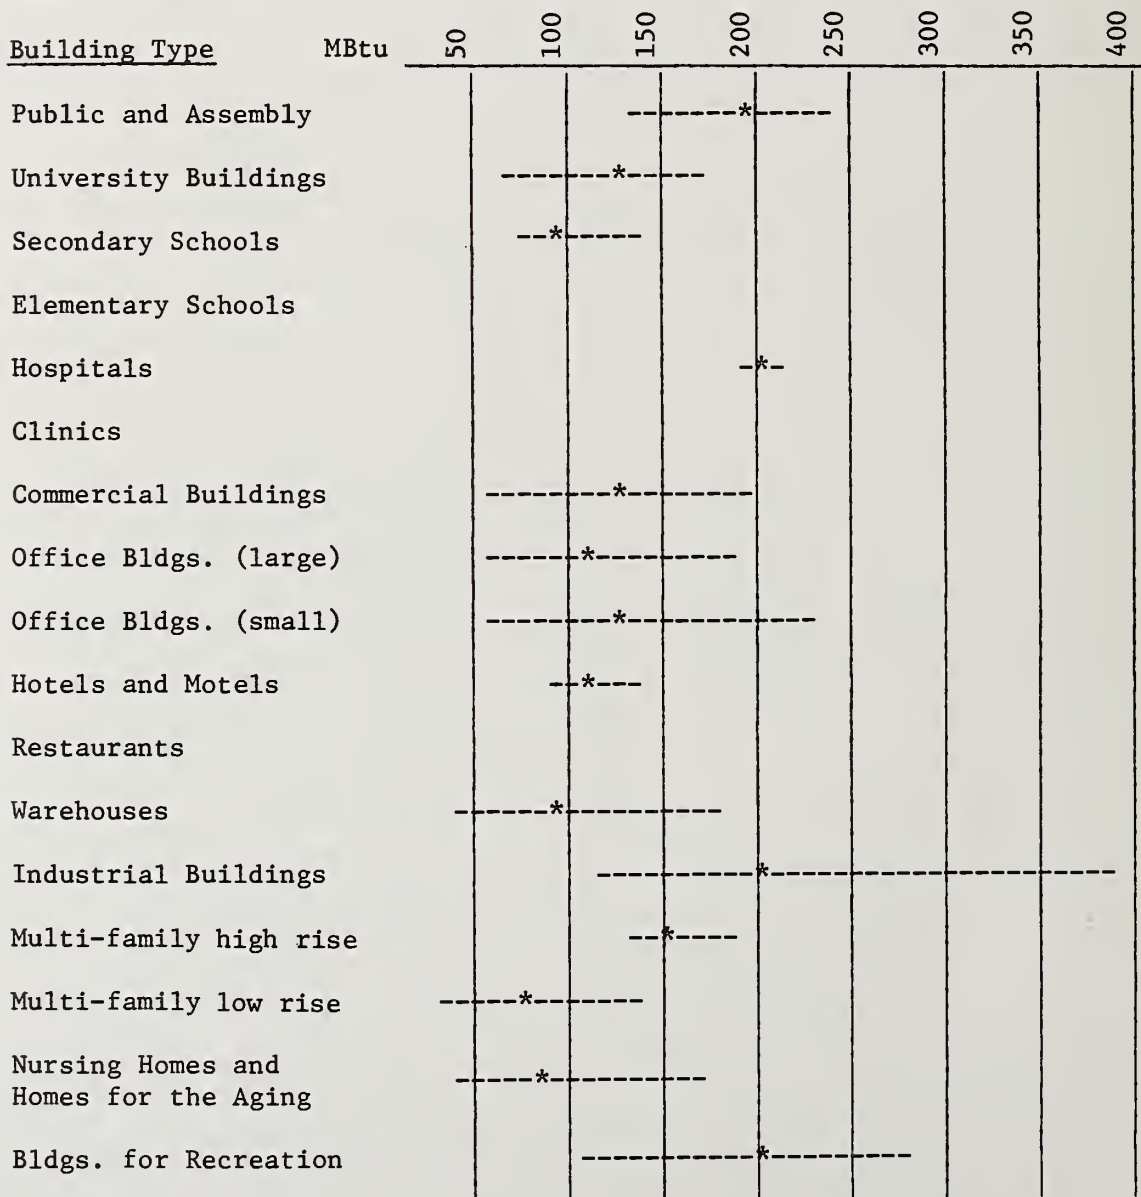 Building Type MBtu 50 100 150 200 250 300 350 400
Public and Assembly -------*-----
University Buildings -------*-----
Secondary Schools --*-----
Elementary Schools
Hospitals -*-
Clinics
Commercial Buildings --------*--------
Office Bldgs. (large) ------*---------
Office Bldgs. (small) --------*------------
Hotels and Motels --*---
Restaurants
Warehouses ------*----------
Industrial Buildings ----------*----------------------
Multi-family high rise --*----
Multi-family low rise -----*-------
Nursing Homes and
Homes for the Aging -----*----------
Bldgs. for Recreation -----------*---------